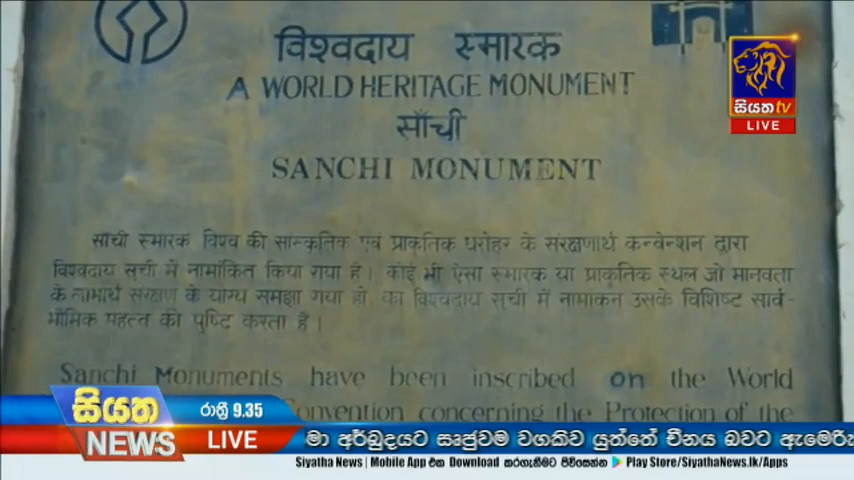 विश्वदाय स्मारक
A WORLD HERITAGE MONUMENT
साँची
SANCHI MONUMENT
සියත tv
LIVE
साँची स्मारक विश्व की सांस्कृतिक एवं प्राकृतिक धरोहर के संरक्षणार्थ कन्वेन्शन द्वारा
विश्वदाय सूची में नामांकित किया गया है। कोई भी ऐसा स्मारक या प्राकृतिक स्थल जो मानवता
के लाभार्थ संरक्षण के योग्य समझा गया हो, का विश्वदाय सूची में नामांकन उसके विशिष्ट सार्व-
भौमिक महत्व की पुष्टि करता है।
Sanchi Monuments have been inscribed on the World
Convention concerning the Protection of the
සියත
NEWS
රාත්‍රී 9.35
LIVE
මා අර්බුදයට සෘජුවම වගකිව යුත්තේ චීනය බවට ඇමෙරික
Siyatha News | Mobile App එක Download කරගැනීමට පිවිසෙන්න Play Store/SiyathaNews.lk/Apps